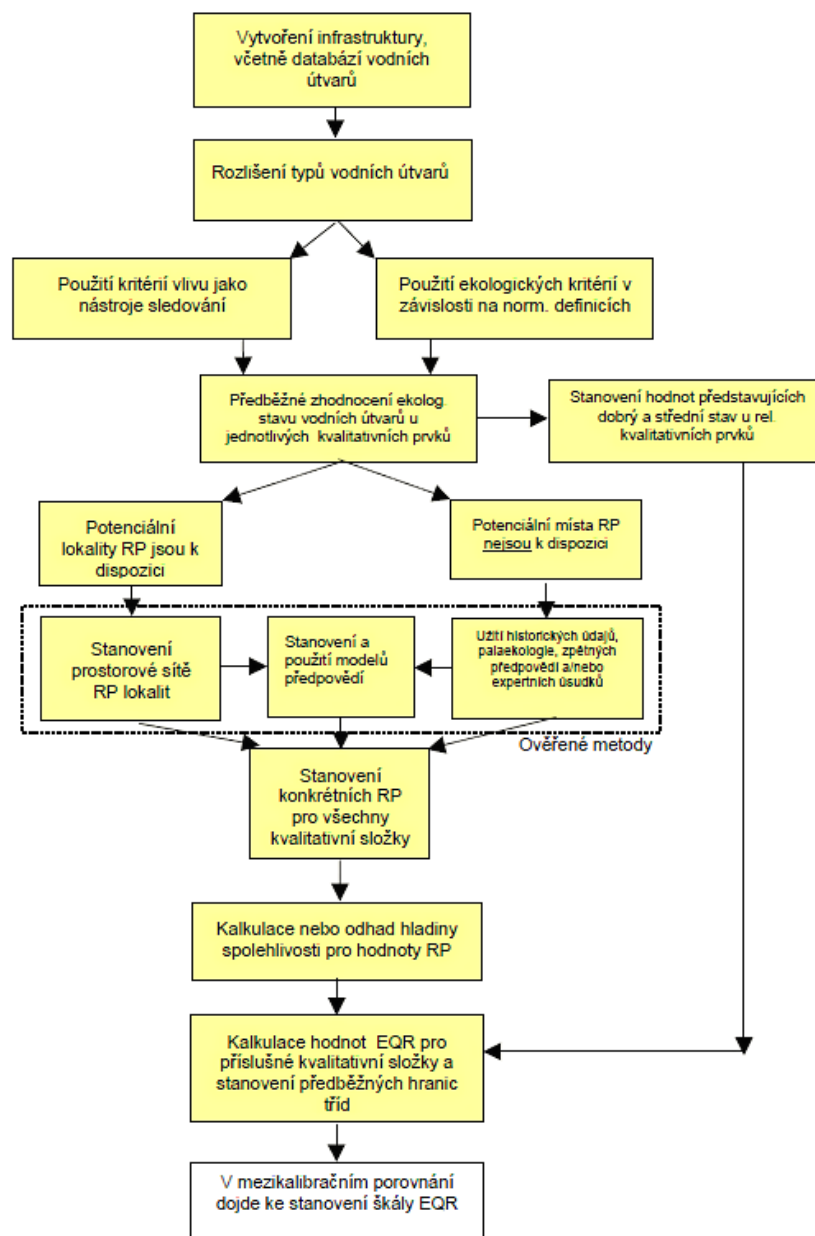 Vytvoření infrastruktury,
včetně databází vodních
útvarů
Rozlišení typů vodních útvarů
Použití kritérií vlivu jako
nástroje sledování
Použití ekologických kritérií v
závislosti na norm. definicích
Předběžné zhodnocení ekolog.
stavu vodních útvarů u
jednotlivých kvalitativních prvků
Stanovení hodnot představujících
dobrý a střední stav u rel.
kvalitativních prvků
Potenciální
lokality RP jsou k
dispozici
Potenciální místa RP
nejsou k dispozici
Stanovení
prostorové sítě
RP lokalit
Stanovení a
použití modelů
předpovědí
Užití historických údajů,
palaekologie, zpětných
předpovědí a/nebo
expertních úsudků
Ověřené metody
Stanovení
konkrétních RP
pro všechny
kvalitativní složky
Kalkulace nebo odhad hladiny
spolehlivosti pro hodnoty RP
Kalkulace hodnot EQR pro
příslušné kvalitativní složky a
stanovení předběžných hranic
tříd
V mezikalibračním porovnání
dojde ke stanovení škály EQR